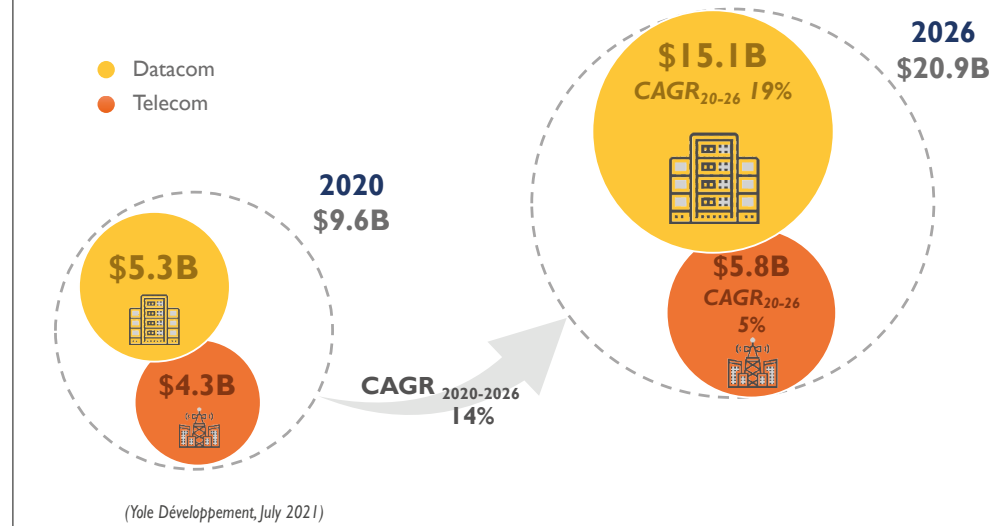 Datacom
Telecom
2020
$9.6B
$5.3B
$4.3B
CAGR 2020-2026
14%
2026
$20.9B
$15.1B
CAGR20-26 19%
$5.8B
CAGR20-26
5%
(Yole Développement, July 2021)